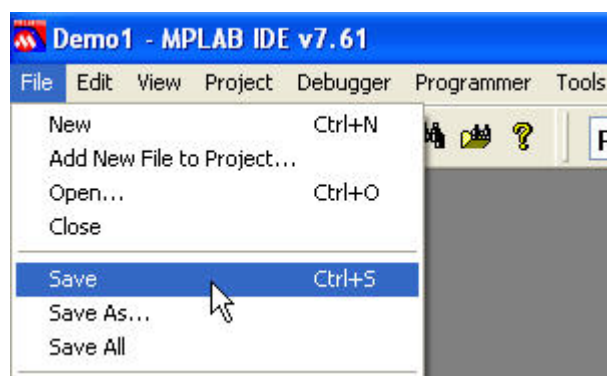 Demo1 - MPLAB IDE v7.61
File Edit View Project Debugger Programmer Tools
New Ctrl+N
Add New File to Project...
Open... Ctrl+O
Close
Save Ctrl+S
Save As...
Save All